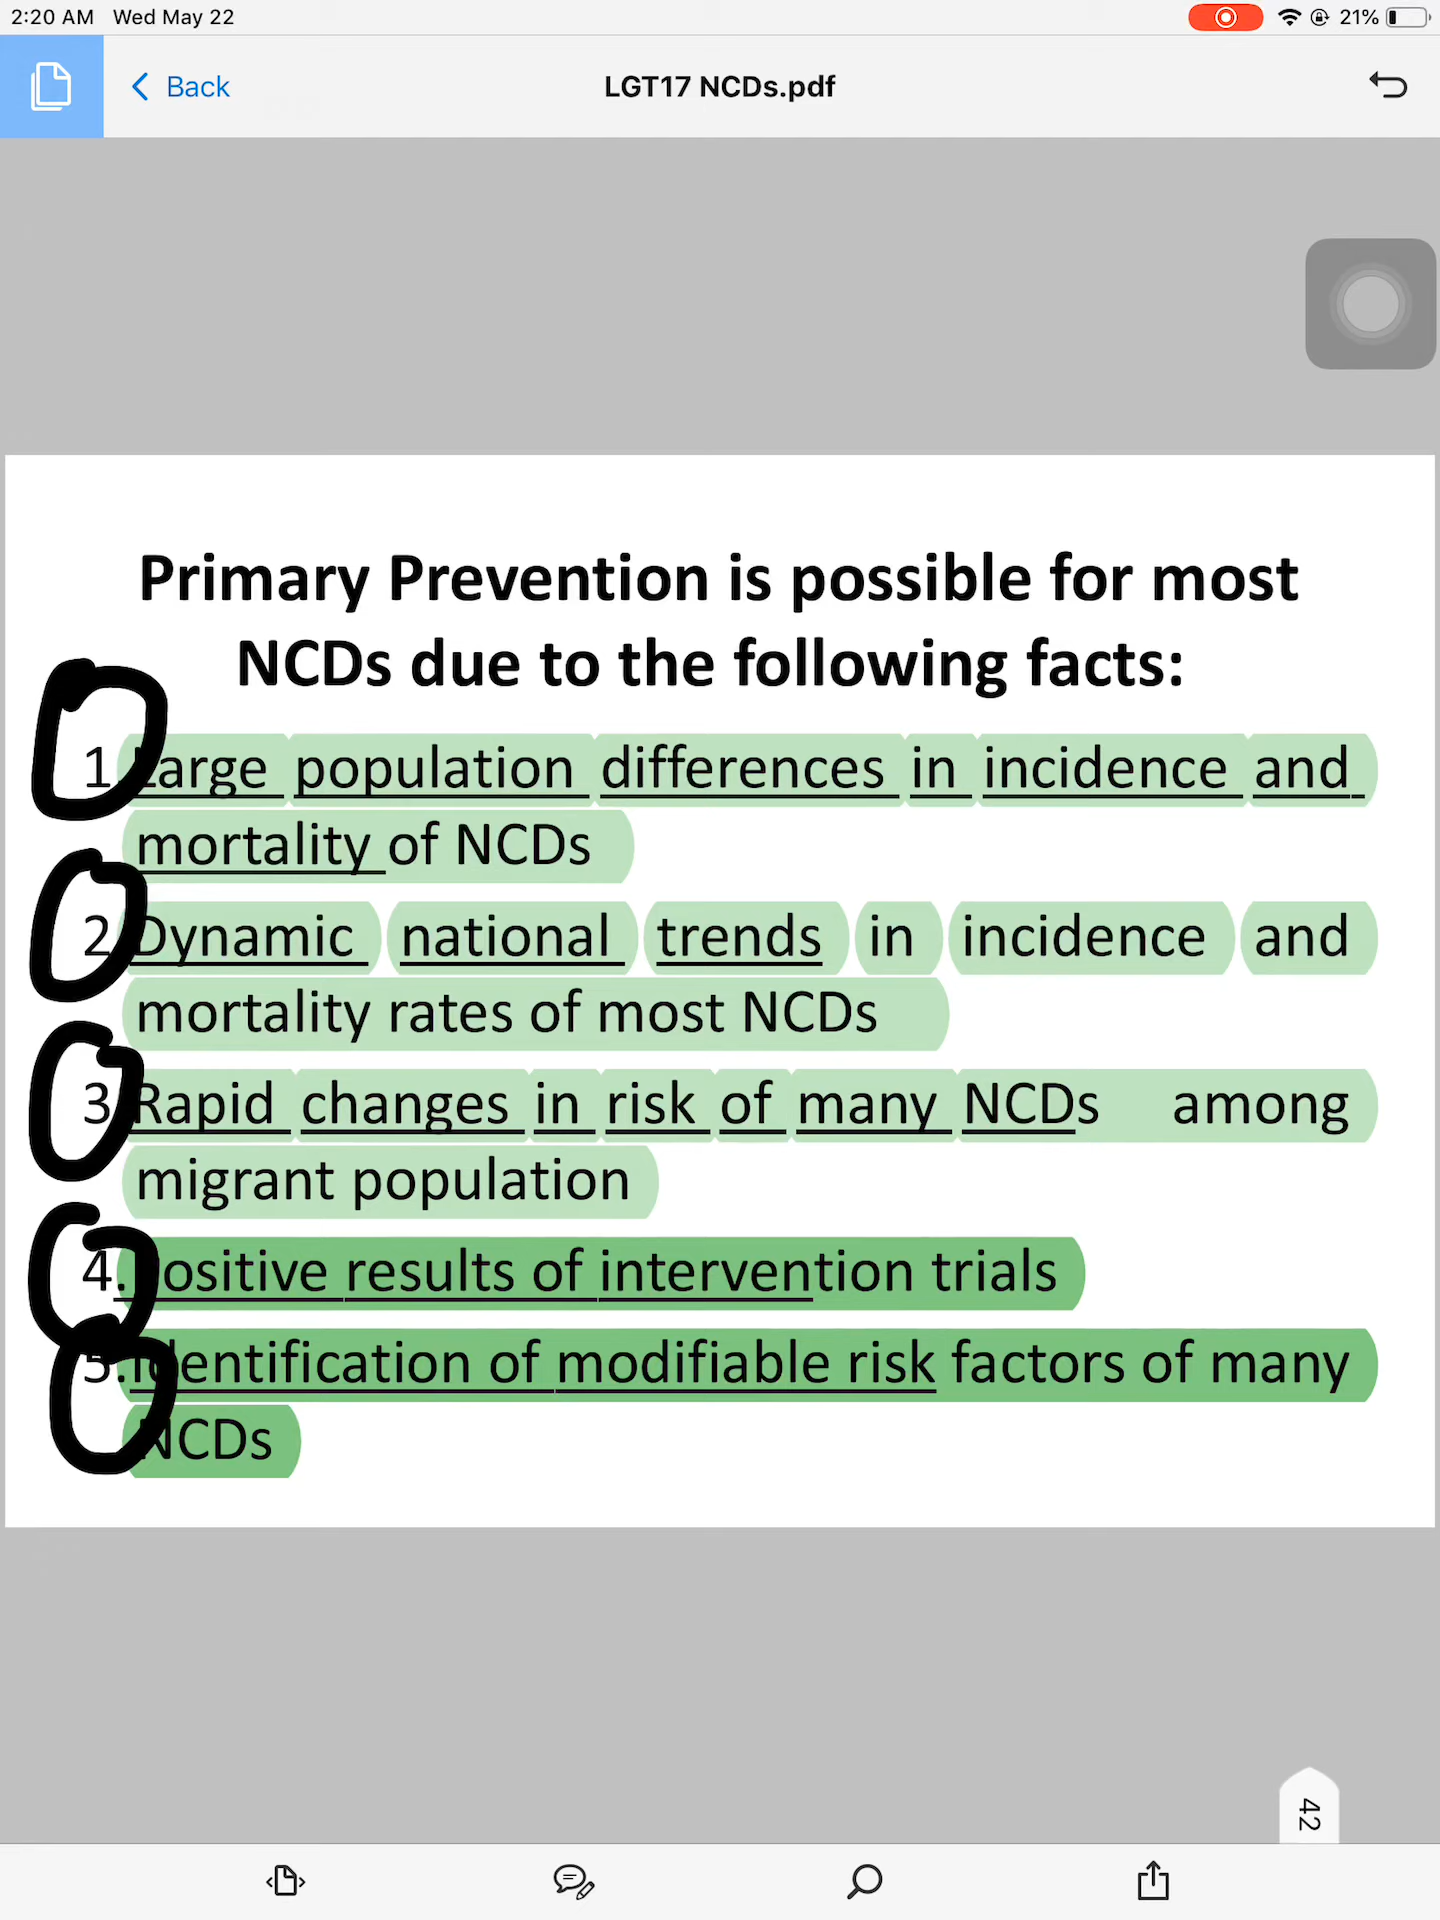 2:20 AM Wed May 22 21%
Back LGT17 NCDs.pdf
Primary Prevention is possible for most
NCDs due to the following facts:
1. Large population differences in incidence and
mortality of NCDs
2. Dynamic national trends in incidence and
mortality rates of most NCDs
3. Rapid changes in risk of many NCDs among
migrant population
4. Positive results of intervention trials
5. Identification of modifiable risk factors of many
NCDs
42